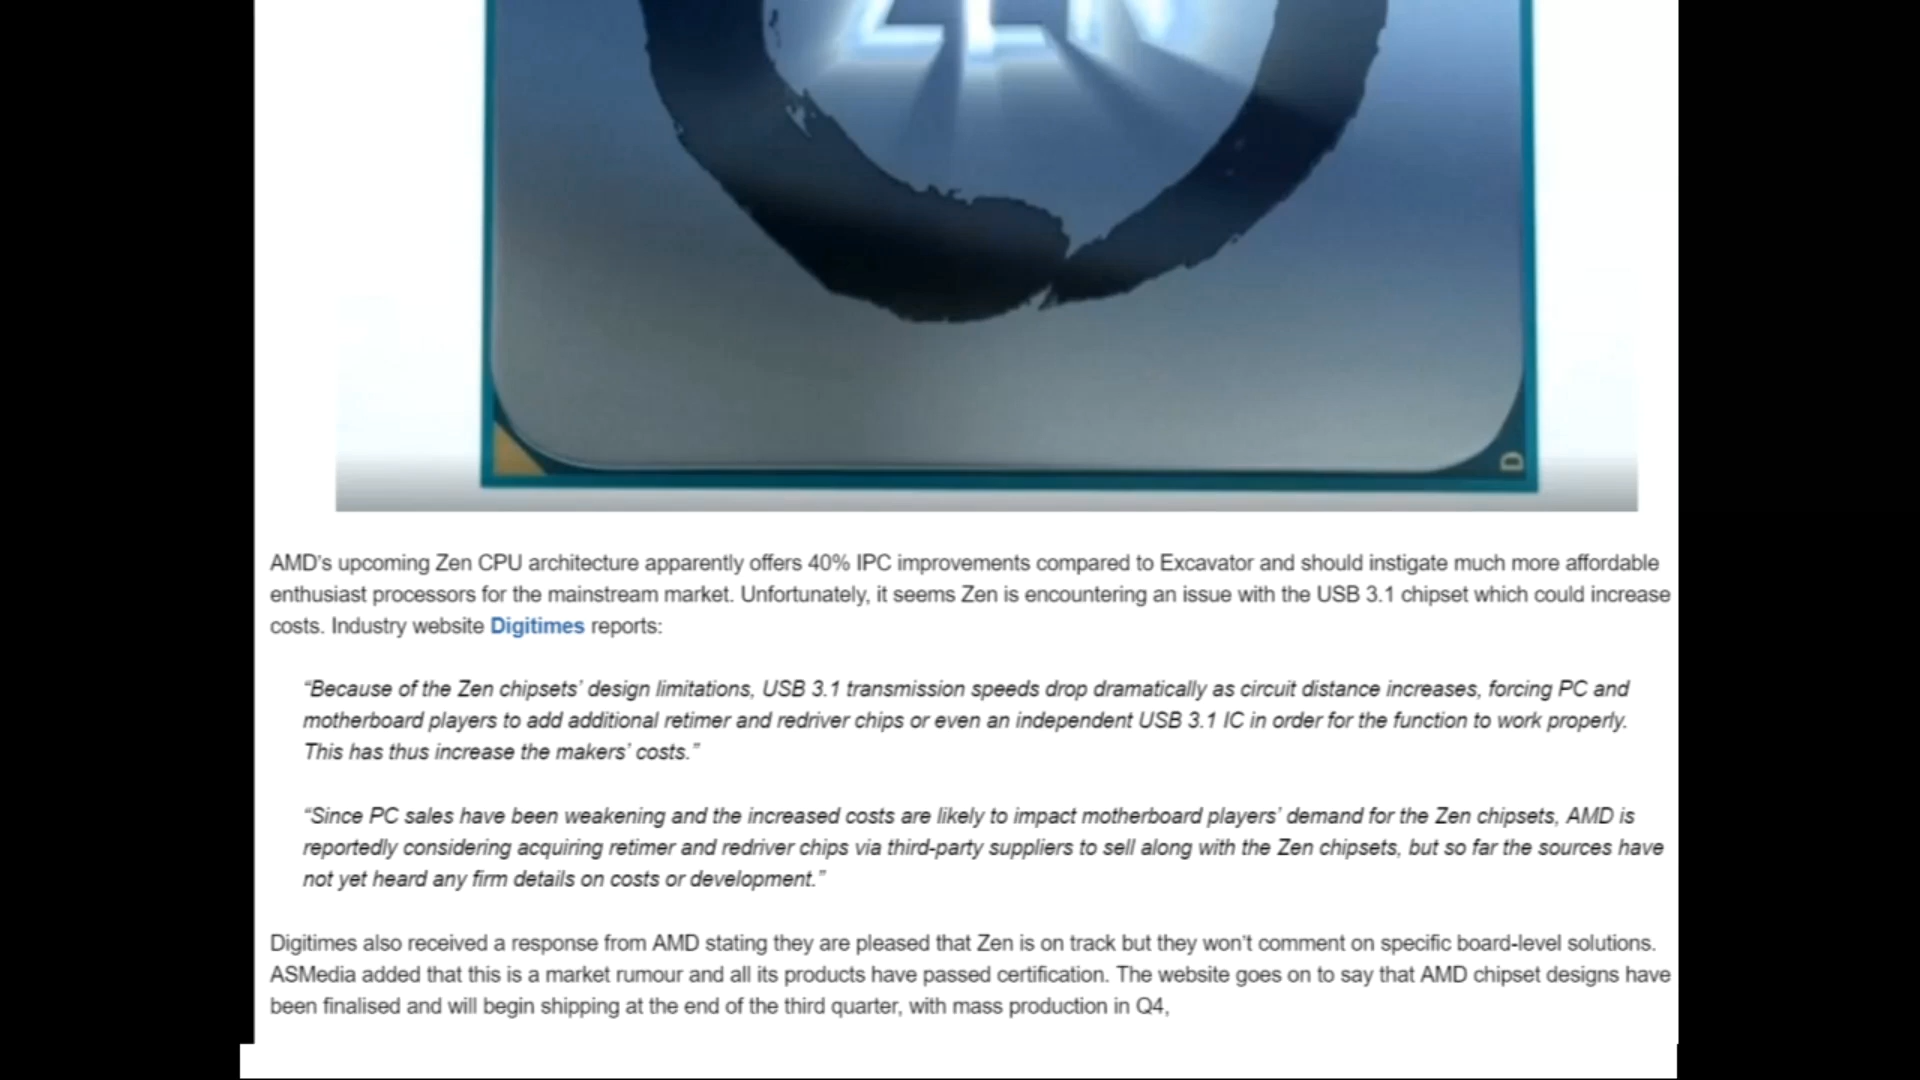 AMD's upcoming Zen CPU architecture apparently offers 40% IPC improvements compared to Excavator and should instigate much more affordable
enthusiast processors for the mainstream market. Unfortunately, it seems Zen is encountering an issue with the USB 3.1 chipset which could increase
costs. Industry website Digitimes reports:
“Because of the Zen chipsets’ design limitations, USB 3.1 transmission speeds drop dramatically as circuit distance increases, forcing PC and
motherboard players to add additional retimer and redriver chips or even an independent USB 3.1 IC in order for the function to work properly.
This has thus increase the makers’ costs.”
“Since PC sales have been weakening and the increased costs are likely to impact motherboard players’ demand for the Zen chipsets, AMD is
reportedly considering acquiring retimer and redriver chips via third-party suppliers to sell along with the Zen chipsets, but so far the sources have
not yet heard any firm details on costs or development.”
Digitimes also received a response from AMD stating they are pleased that Zen is on track but they won’t comment on specific board-level solutions.
ASMedia added that this is a market rumour and all its products have passed certification. The website goes on to say that AMD chipset designs have
been finalised and will begin shipping at the end of the third quarter, with mass production in Q4,